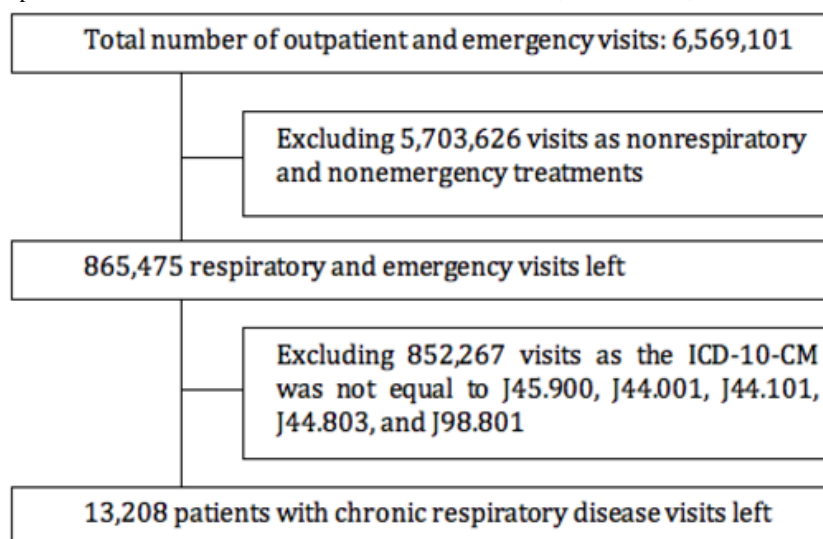 Total number of outpatient and emergency visits: 6,569,101
Excluding 5,703,626 visits as nonrespiratory
and nonemergency treatments
865,475 respiratory and emergency visits left
Excluding 852,267 visits as the ICD-10-CM
was not equal to J45.900, J44.001, J44.101,
J44.803, and J98.801
13,208 patients with chronic respiratory disease visits left